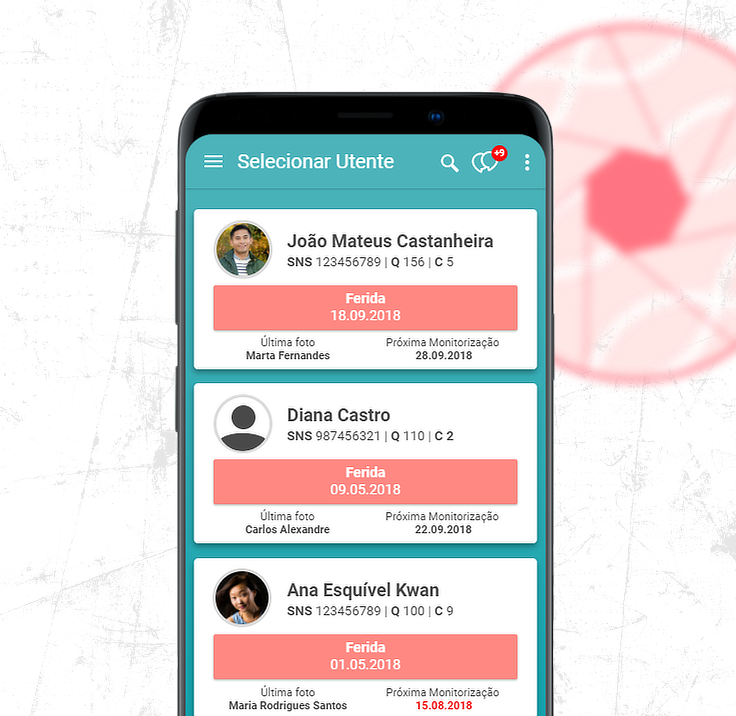 Selecionar Utente
+9
João Mateus Castanheira
SNS 123456789 | Q 156 | C 5
Ferida
18.09.2018
Última foto Próxima Monitorização
Marta Fernandes 28.09.2018
Diana Castro
SNS 987456321 | Q 110 | C 2
Ferida
09.05.2018
Última foto Próxima Monitorização
Carlos Alexandre 22.09.2018
Ana Esquível Kwan
SNS 123456789 | Q 100 | C 9
Ferida
01.05.2018
Última foto Próxima Monitorização
Maria Rodrigues Santos 15.08.2018